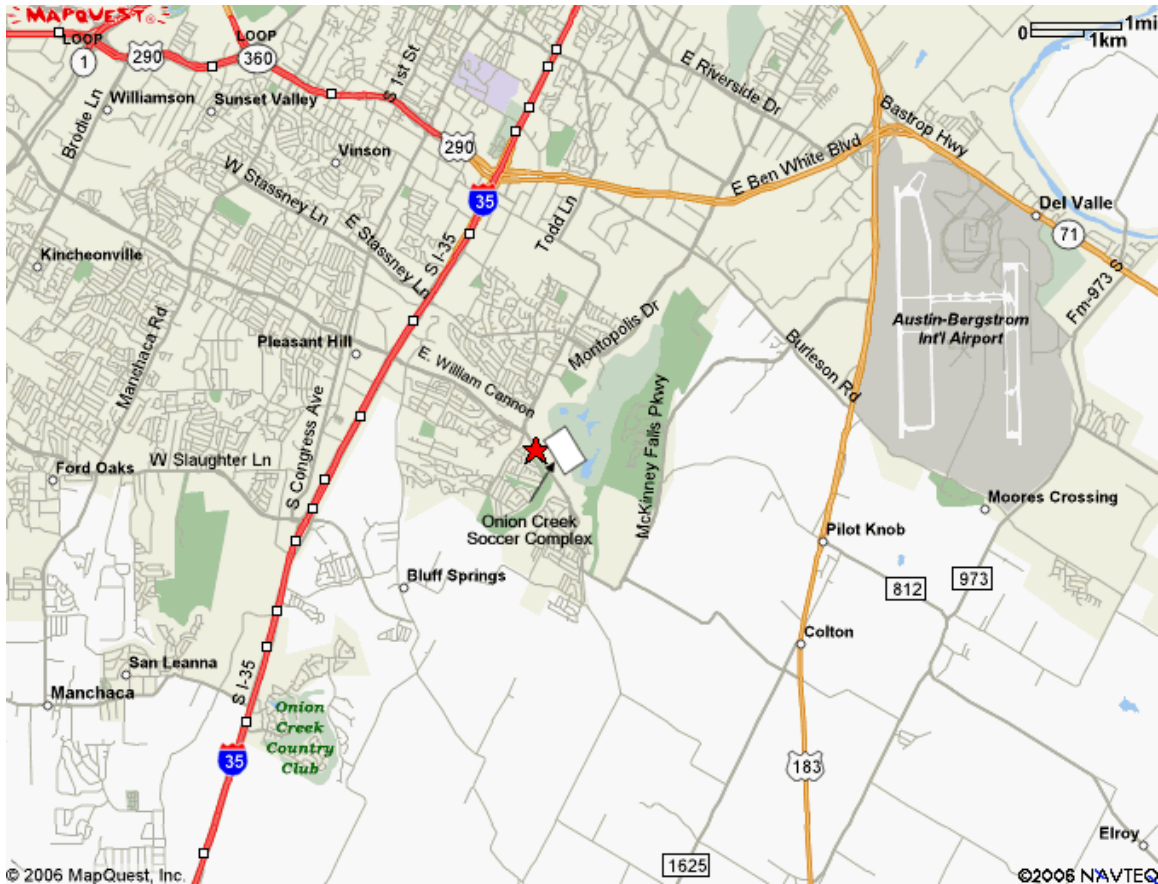 MAPQUEST
1mi
0
1km
LOOP
1
290
LOOP
360
S 1st St
E Riverside Dr
Williamson
Sunset Valley
Brodie Ln
Bastrop Hwy
290
Vinson
E Ben White Blvd
W Stassney Ln
35
Todd Ln
Del Valle
71
E Stassney Ln
S I-35
Kincheonville
Fm-973 S
Manchaca Rd
Montopolis Dr
Austin-Bergstrom
Int'l Airport
Pleasant Hill
Burleson Rd
E. William Cannon
S Congress Ave
McKinney Falls Pkwy
W Slaughter Ln
Ford Oaks
Moores Crossing
Onion Creek
Soccer Complex
Pilot Knob
Bluff Springs
812
973
Colton
San Leanna
S I-35
Manchaca
Onion
Creek
Country
Club
35
183
Elroy
1625
© 2006 MapQuest, Inc.
©2006 NAVTEQ